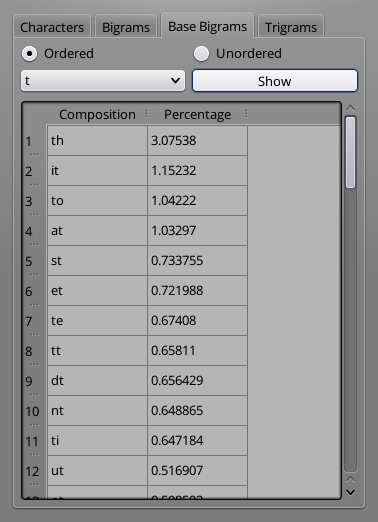 Characters Bigrams Base Bigrams Trigrams
Ordered Unordered
t Show
Composition Percentage
1 th 3.07538
2 it 1.15232
3 to 1.04222
4 at 1.03297
5 st 0.733755
6 et 0.721988
7 te 0.67408
8 tt 0.65811
9 dt 0.656429
10 nt 0.648865
11 ti 0.647184
12 ut 0.516907